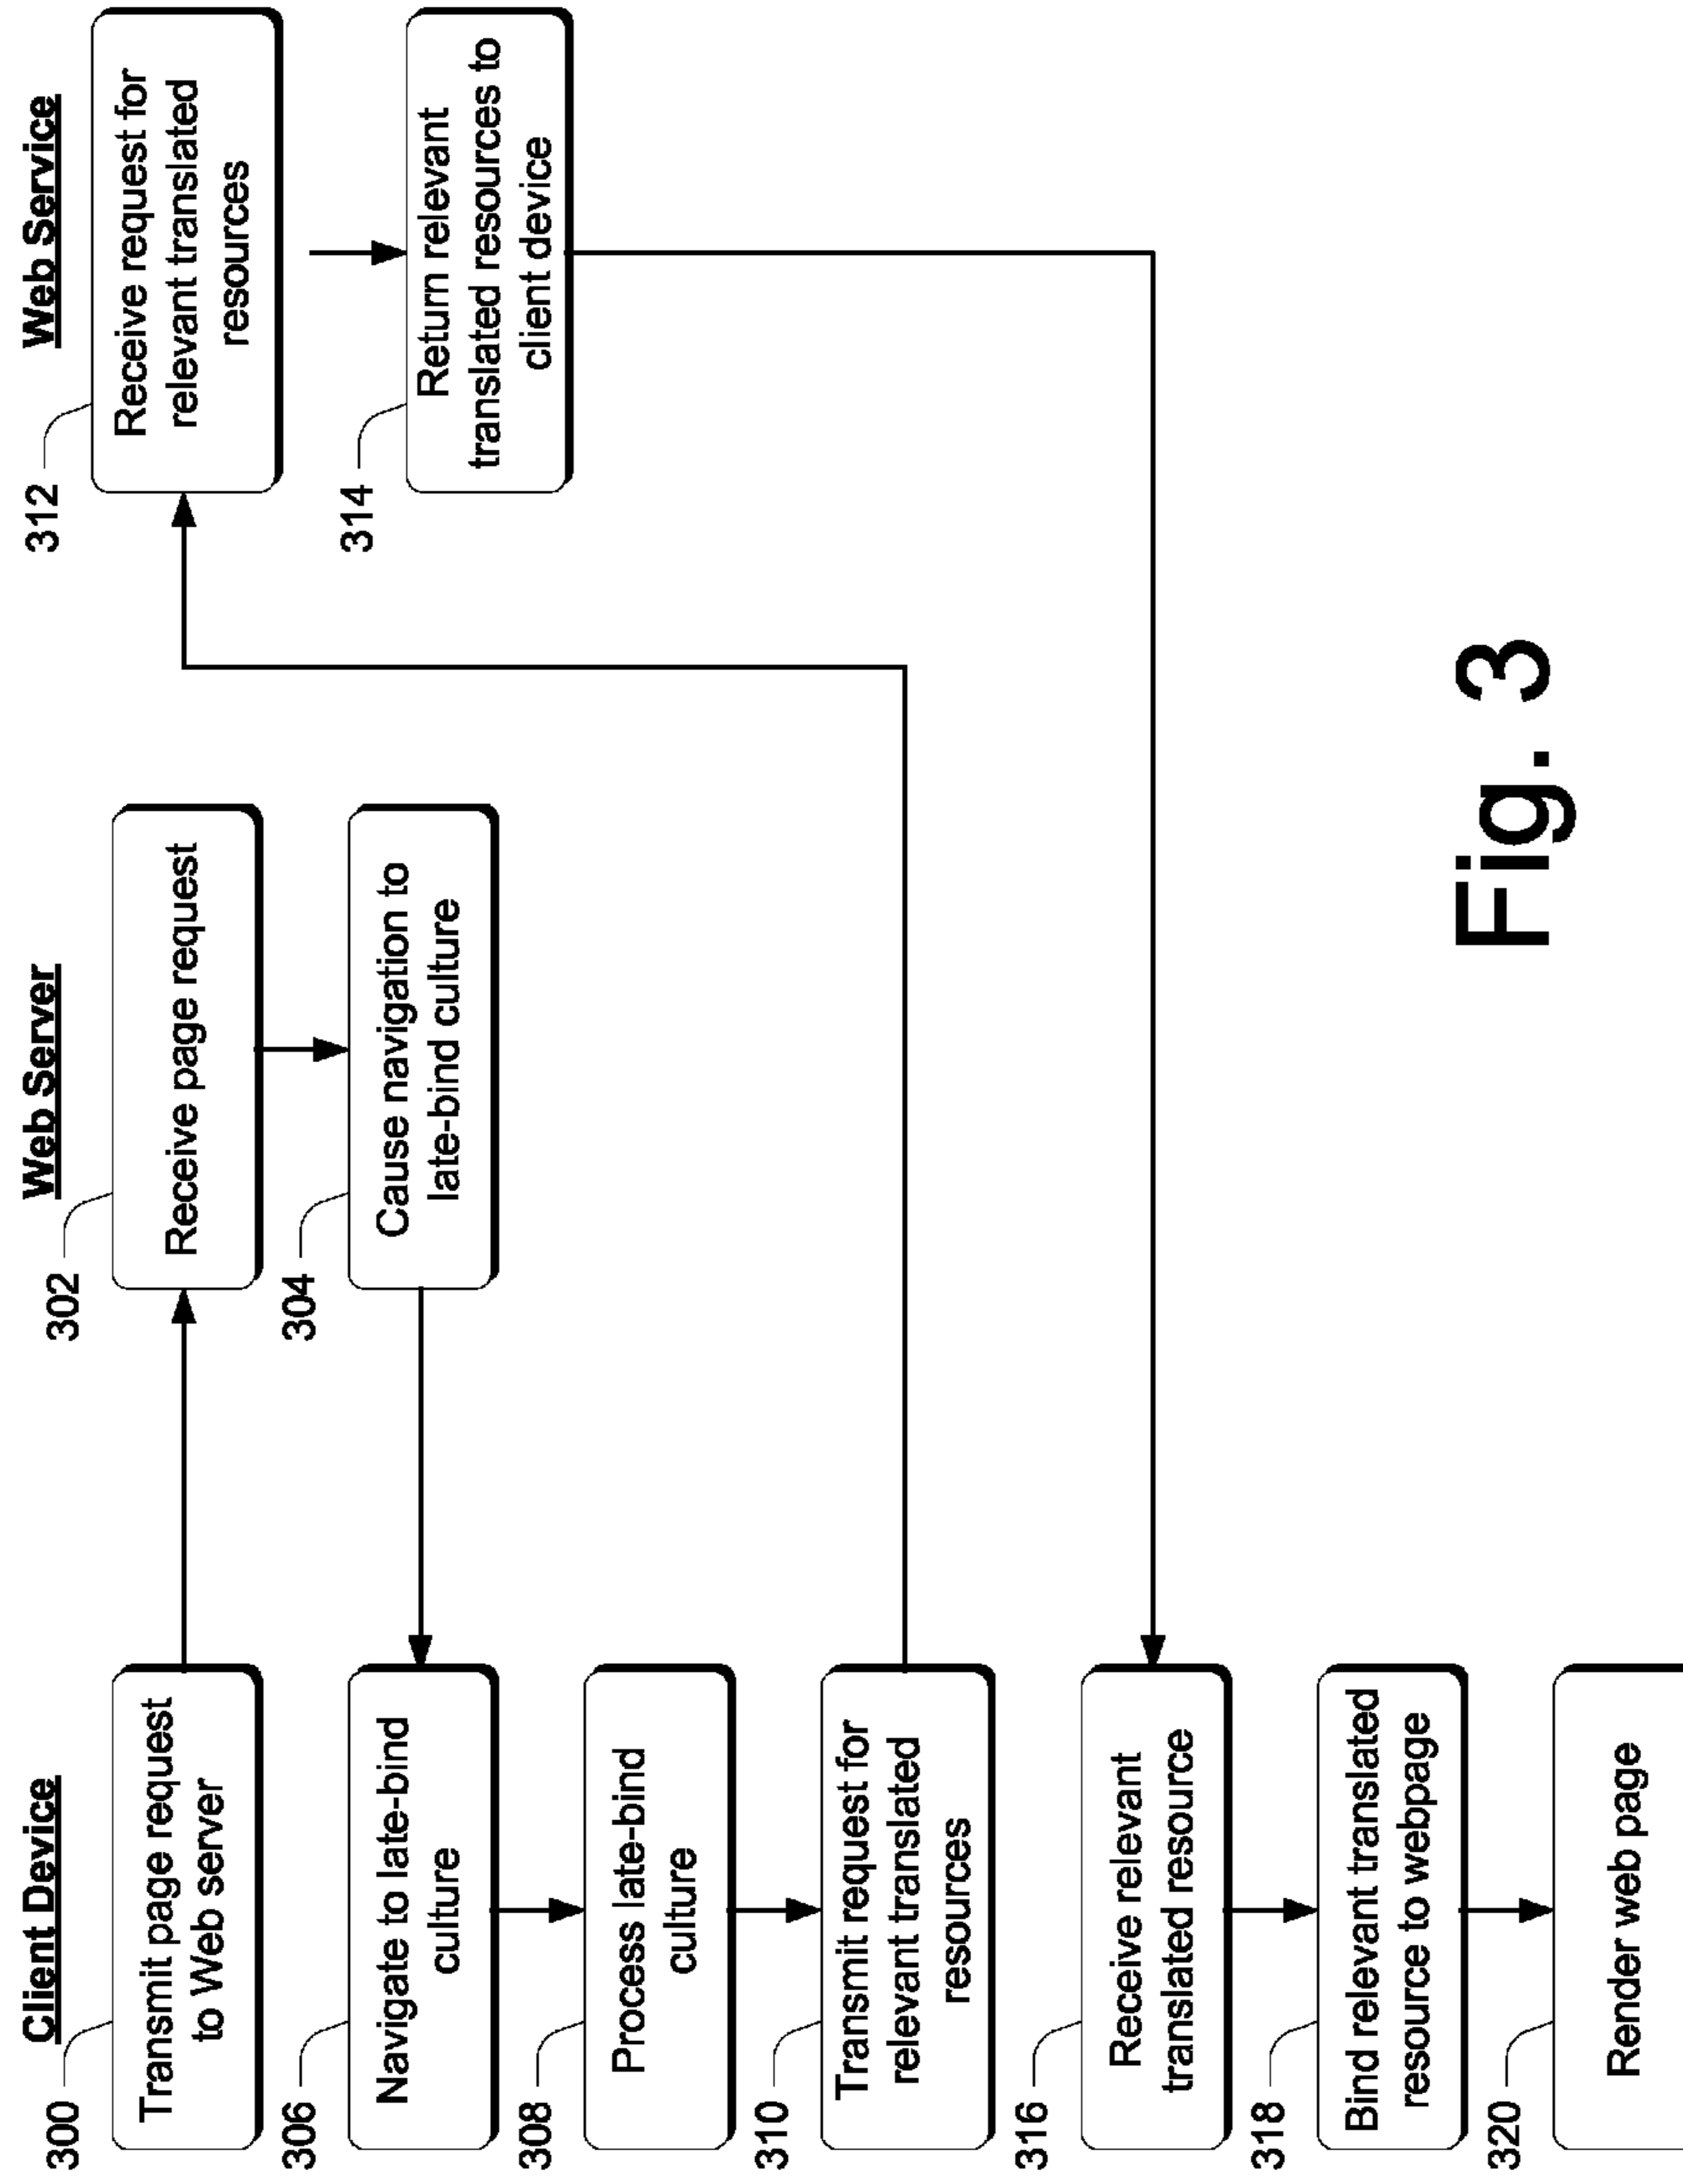 Client Device
300
Transmit page request
to Web server
306
Navigate to late-bind
culture
308
Process late-bind
culture
310
Transmit request for
relevant translated
resources
316
Receive relevant
translated resource
318
Bind relevant translated
resource to webpage
320
Render web page
Web Server
302
Receive page request
304
Cause navigation to
late-bind culture
Web Service
312
Receive request for
relevant translated
resources
314
Return relevant
translated resources to
client device
Fig. 3